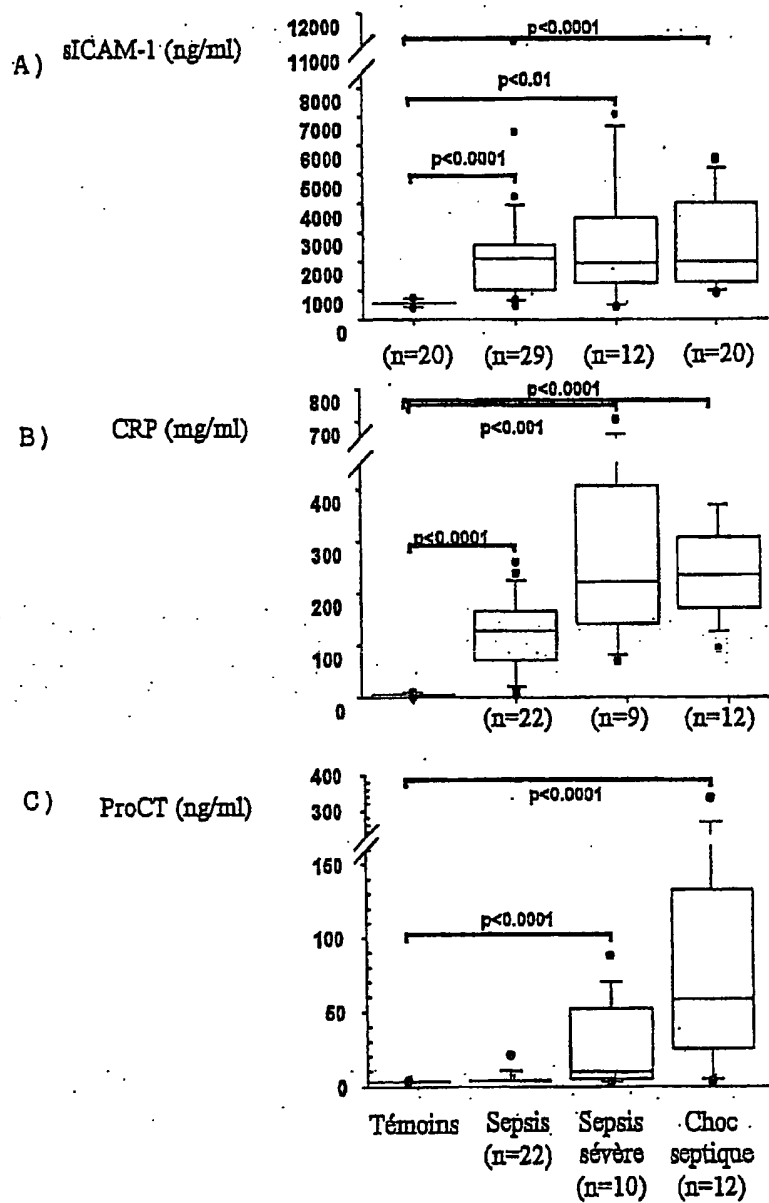 A) sICAM-1 (ng/ml)
12000
11000
8000
7000
6000
5000
4000
3000
2000
1000
0
p<0.0001
p<0.01
p<0.0001
(n=20) (n=29) (n=12) (n=20)
B) CRP (mg/ml)
800
700
400
300
200
100
0
p<0.0001
p<0.001
p<0.0001
(n=22) (n=9) (n=12)
C) ProCT (ng/ml)
400
300
150
100
50
0
p<0.0001
p<0.0001
Témoins Sepsis Sepsis Choc
(n=22) sévère septique
(n=10) (n=12)